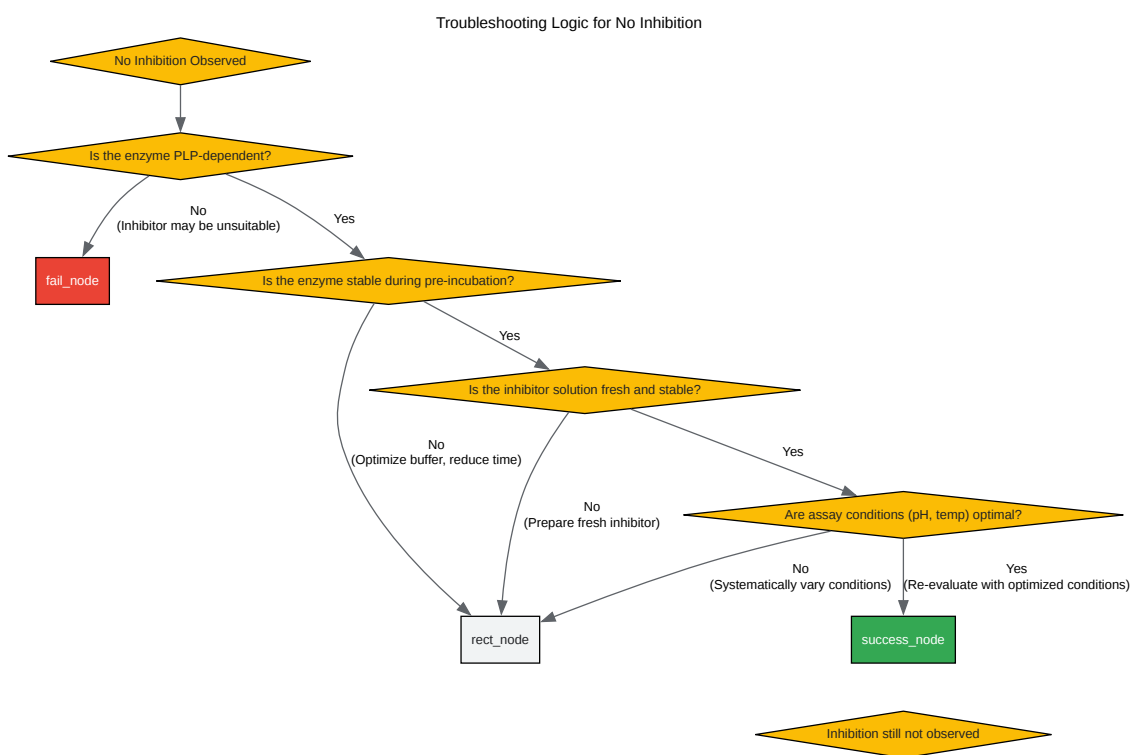 Troubleshooting Logic for No Inhibition
No Inhibition Observed
Is the enzyme PLP-dependent?
No
(Inhibitor may be unsuitable)
Yes
fail_node
Is the enzyme stable during pre-incubation?
Yes
Is the inhibitor solution fresh and stable?
No
(Optimize buffer, reduce time)
Yes
No
(Prepare fresh inhibitor)
Are assay conditions (pH, temp) optimal?
No
(Systematically vary conditions)
Yes
(Re-evaluate with optimized conditions)
rect_node
success_node
Inhibition still not observed